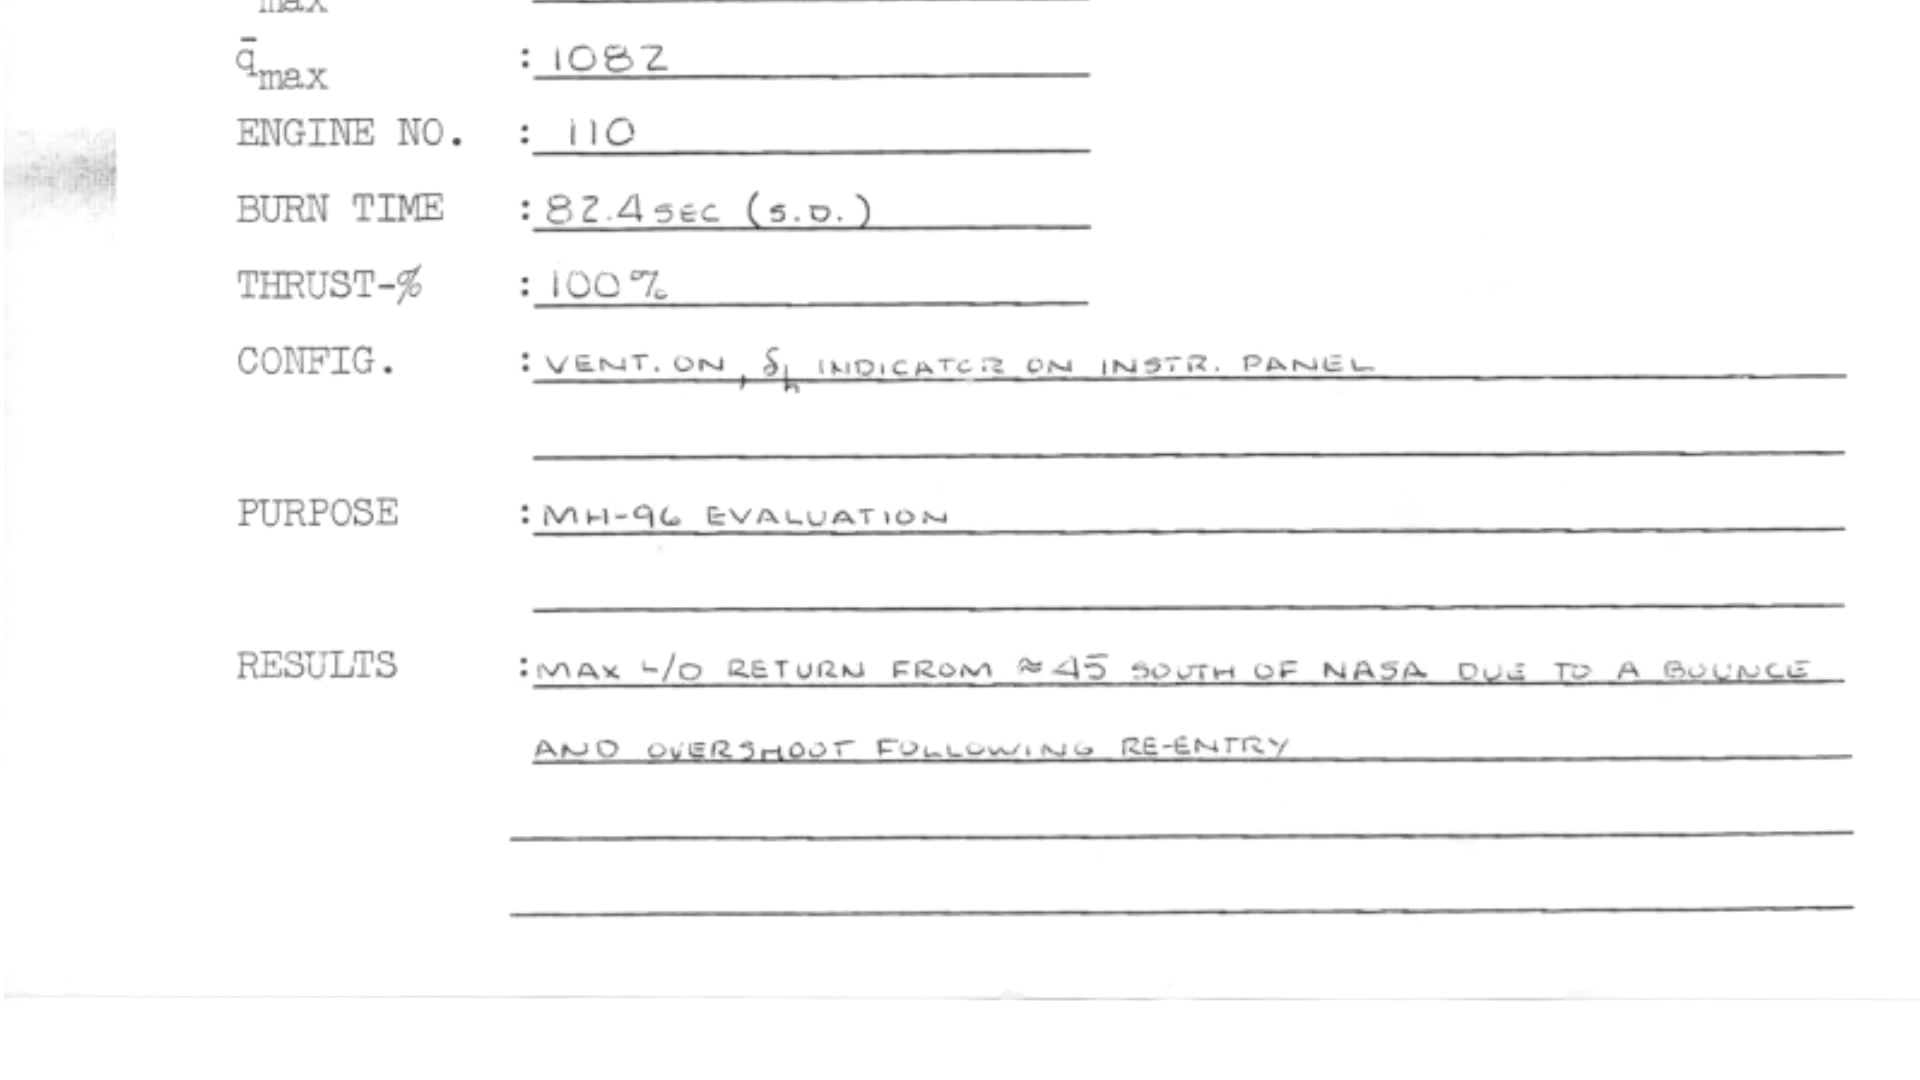 max
q̄max : 1082
ENGINE NO. : 110
BURN TIME : 82.4 SEC (S.D.)
THRUST-% : 100%
CONFIG. : VENT. ON, δh INDICATOR ON INSTR. PANEL
PURPOSE : MH-96 EVALUATION
RESULTS : MAX L/D RETURN FROM ≈ 45 SOUTH OF NASA DUE TO A BOUNCE
AND OVERSHOOT FOLLOWING RE-ENTRY